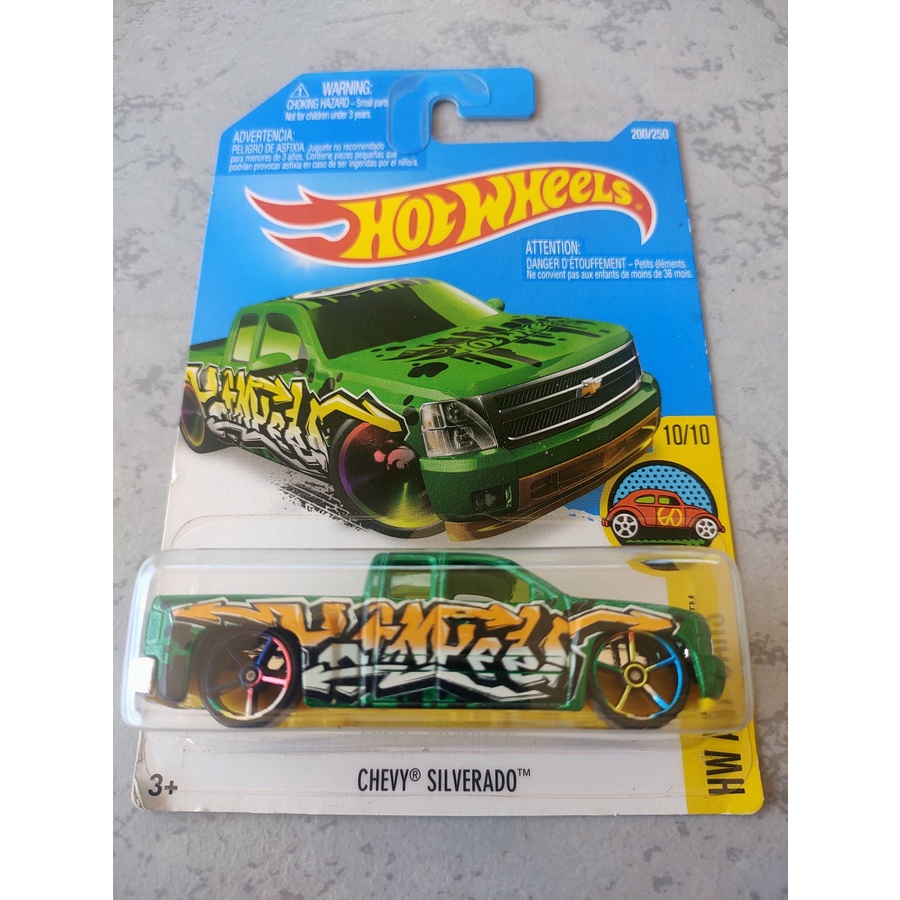 WARNING:
CHOKING HAZARD – Small parts
Not for children under 3 years.
ADVERTENCIA:
PELIGRO DE ASFIXIA. Juguete no recomendado
para menores de 3 años. Contiene piezas pequeñas que
podrían provocar asfixia en caso de ser ingeridas por el niño/a
200/250
HOT WHEELS®
ATTENTION:
DANGER D'ÉTOUFFEMENT – Petits éléments.
Ne convient pas aux enfants de moins de 36 mois.
HOT WHEELS
10/10
HW
3+
CHEVY® SILVERADO™